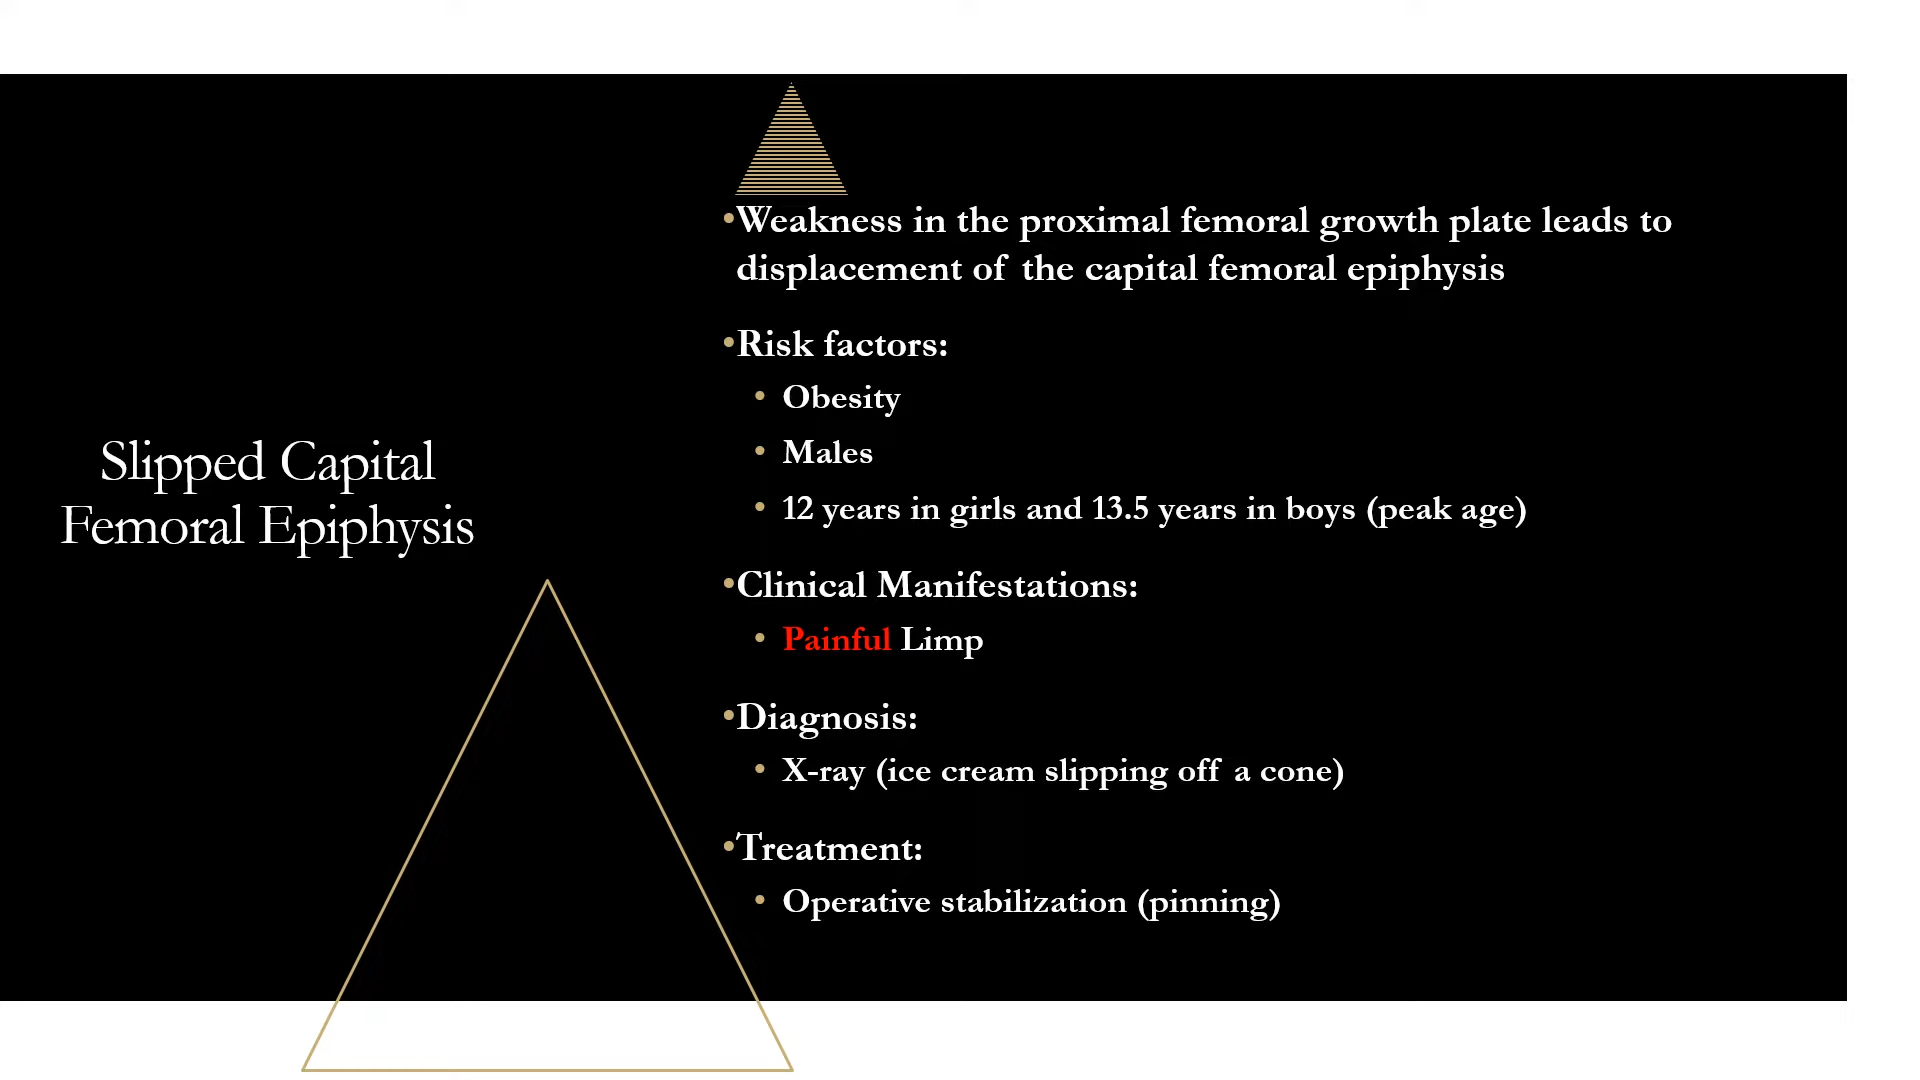 Slipped Capital
Femoral Epiphysis
•Weakness in the proximal femoral growth plate leads to
displacement of the capital femoral epiphysis
•Risk factors:
• Obesity
• Males
• 12 years in girls and 13.5 years in boys (peak age)
•Clinical Manifestations:
• Painful Limp
•Diagnosis:
• X-ray (ice cream slipping off a cone)
•Treatment:
• Operative stabilization (pinning)